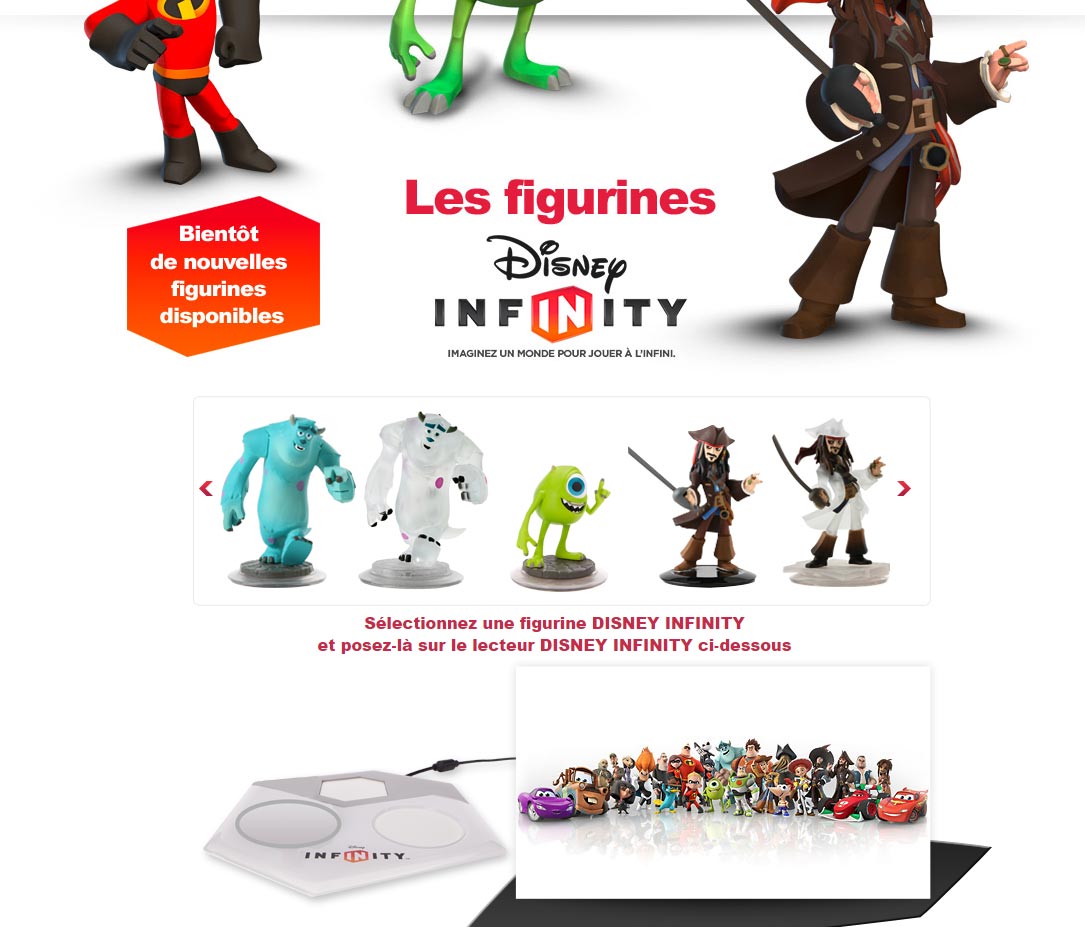 Les figurines
Bientôt
de nouvelles
figurines
disponibles
Disney
INFINITY
IMAGINEZ UN MONDE POUR JOUER À L'INFINI.
Sélectionnez une figurine DISNEY INFINITY
et posez-là sur le lecteur DISNEY INFINITY ci-dessous
Disney
INFINITY